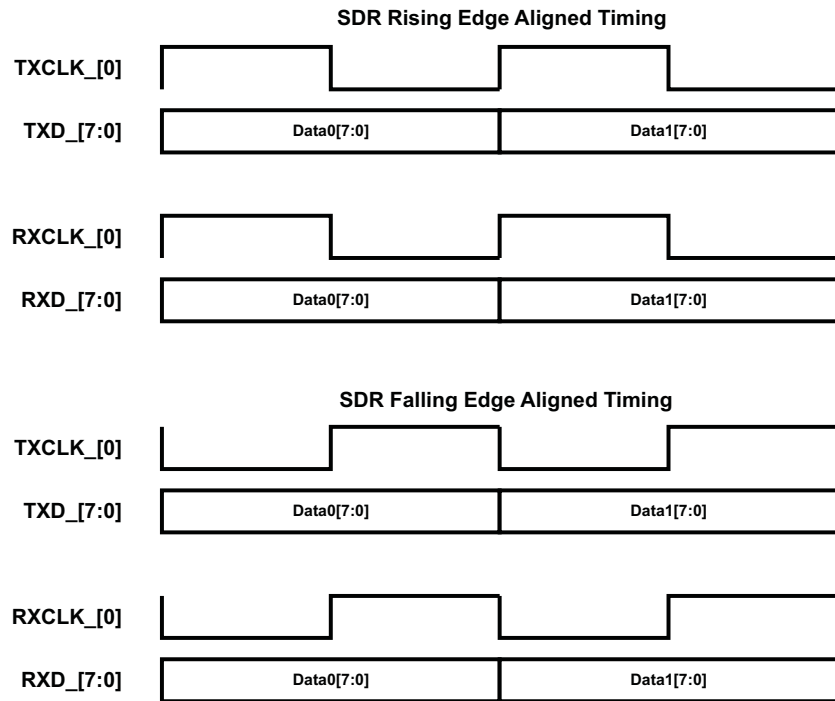 SDR Rising Edge Aligned Timing
TXCLK_[0]
TXD_[7:0] Data0[7:0] Data1[7:0]
RXCLK_[0]
RXD_[7:0] Data0[7:0] Data1[7:0]
SDR Falling Edge Aligned Timing
TXCLK_[0]
TXD_[7:0] Data0[7:0] Data1[7:0]
RXCLK_[0]
RXD_[7:0] Data0[7:0] Data1[7:0]